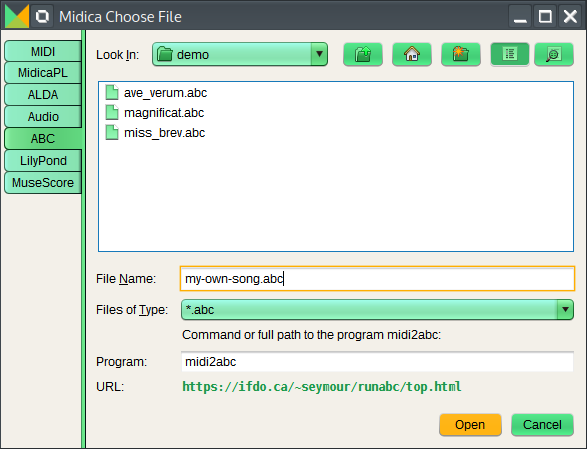 Midica Choose File
MIDI
MidicaPL
ALDA
Audio
ABC
LilyPond
MuseScore
Look In: demo
ave_verum.abc
magnificat.abc
miss_brev.abc
File Name: my-own-song.abc
Files of Type: *.abc
Command or full path to the program midi2abc:
Program: midi2abc
URL: https://ifdo.ca/~seymour/runabc/top.html
Open Cancel